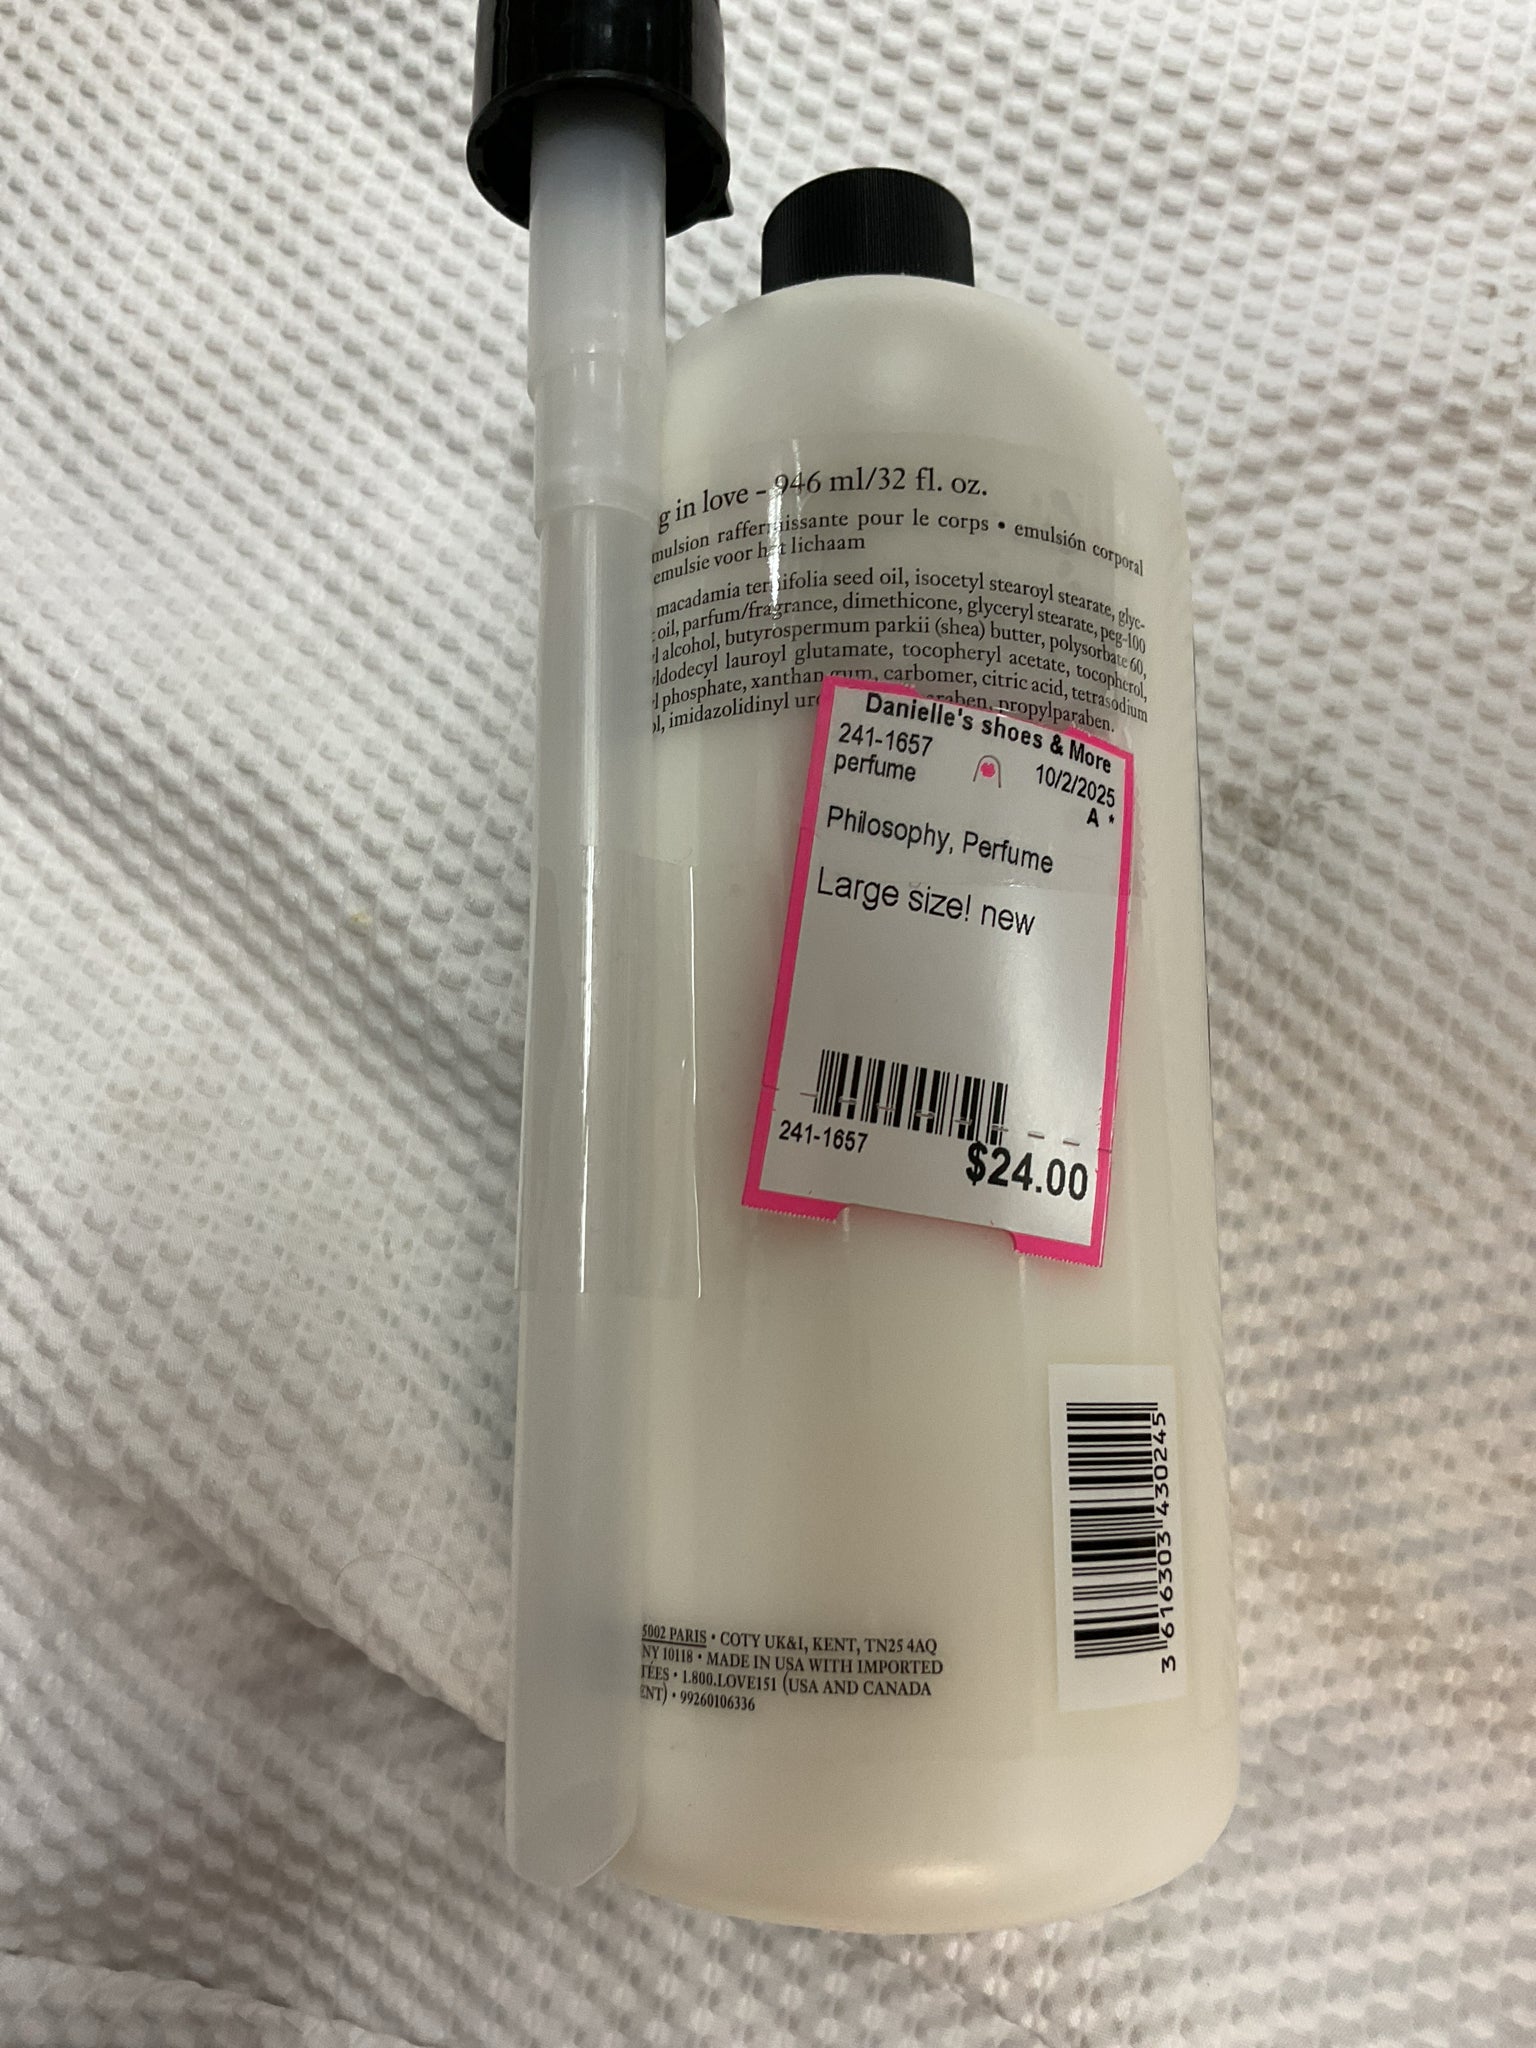 g in love - 946 ml/32 fl. oz.
mulsion raffermissante pour le corps • emulsión corporal
emulsie voor het lichaam
macadamia ternifolia seed oil, isocetyl stearoyl stearate, glyc-
oil, parfum/fragrance, dimethicone, glyceryl stearate, peg-100
l alcohol, butyrospermum parkii (shea) butter, polysorbate 60,
yldodecyl lauroyl glutamate, tocopheryl acetate, tocopherol,
l phosphate, xanthan gum, carbomer, citric acid, tetrasodium
ol, imidazolidinyl ure araben, propylparaben.
Danielle's shoes & More
241-1657
10/2/2025
perfume
A *
Philosophy, Perfume
Large size! new
241-1657
$24.00
3 616303 430245
5002 PARIS • COTY UK&I, KENT, TN25 4AQ
NY 10118 • MADE IN USA WITH IMPORTED
TÉES • 1.800.LOVE151 (USA AND CANADA
ENT) • 99260106336